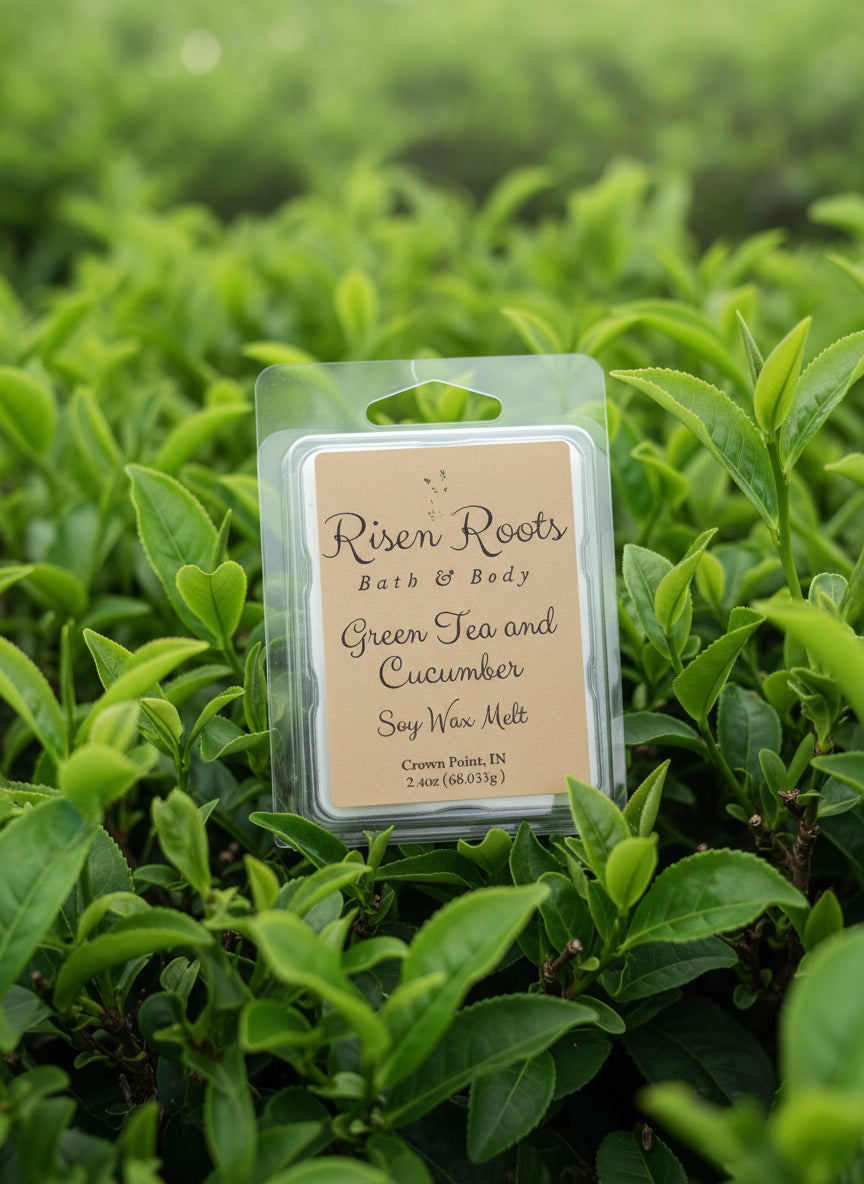 Risen Roots
Bath & Body
Green Tea and
Cucumber
Soy Wax Melt
Crown Point, IN
2.4oz (68.033g)